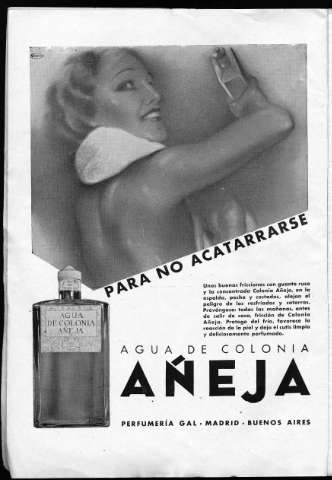 PARA NO ACATARRARSE
Unas buenas fricciones con guante ruso
y la concentrada Colonia Añeja, en la
espalda, pecho y costados, alejan el
peligro de los resfriados y catarros.
Prevéngase: todas las mañanas, antes
de salir de casa, fricción de Colonia
Añeja. Protege del frío, favorece la
reacción de la piel y deja el cutis limpio
y deliciosamente perfumado.
AGUA
DE COLONIA
AÑEJA
AGUA DE COLONIA
AÑEJA
PERFUMERÍA GAL - MADRID - BUENOS AIRES